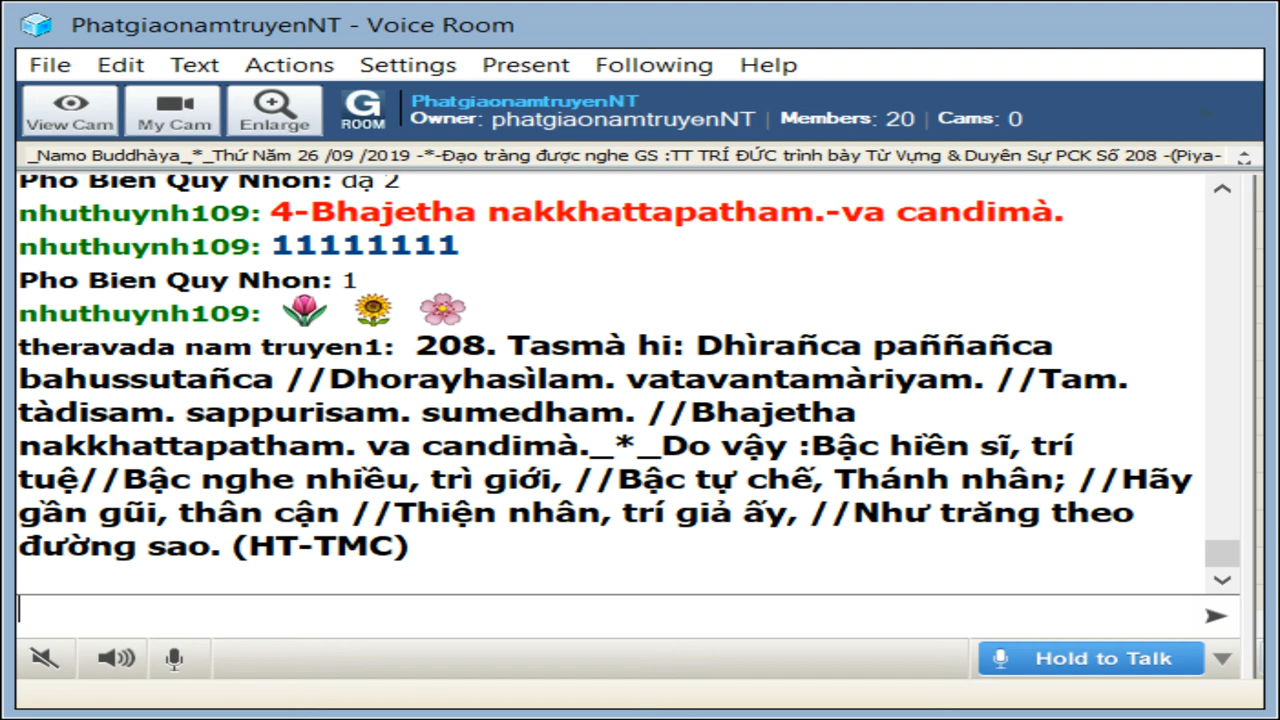 PhatgiaonamtruyenNT - Voice Room
File Edit Text Actions Settings Present Following Help
View Cam My Cam Enlarge G ROOM
PhatgiaonamtruyenNT
Owner: phatgiaonamtruyenNT | Members: 20 | Cams: 0
_Namo Buddhàya_*_Thứ Năm 26 /09 /2019 -*-Đạo tràng được nghe GS :TT TRÍ ĐỨC trình bày Từ Vựng & Duyên Sự PCK Số 208 -(Piya-
Pho Bien Quy Nhon: dạ 2
nhuthuynh109: 4-Bhajetha nakkhattapatham.-va candimà.
nhuthuynh109: 11111111
Pho Bien Quy Nhon: 1
nhuthuynh109:
theravada nam truyen1: 208. Tasmà hi: Dhìrañca paññañca
bahussutañca //Dhorayhasìlam. vatavantamàriyam. //Tam.
tàdisam. sappurisam. sumedham. //Bhajetha
nakkhattapatham. va candimà._*_Do vậy :Bậc hiền sĩ, trí
tuệ//Bậc nghe nhiều, trì giới, //Bậc tự chế, Thánh nhân; //Hãy
gần gũi, thân cận //Thiện nhân, trí giả ấy, //Như trăng theo
đường sao. (HT-TMC)
Hold to Talk